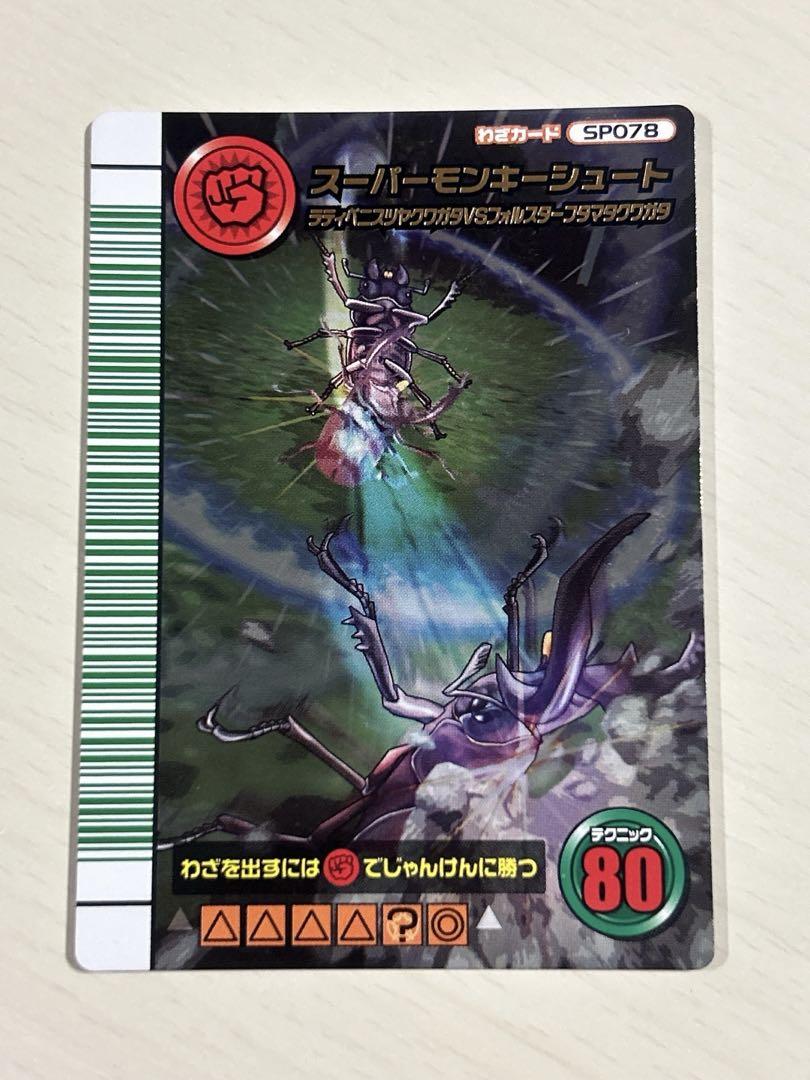 わざカード SP078
スーパーモンキーシュート
ラティペニスツヤクワガタVSフォルスターフタマタクワガタ
わざを出すには でじゃんけんに勝つ
テクニック
80
?